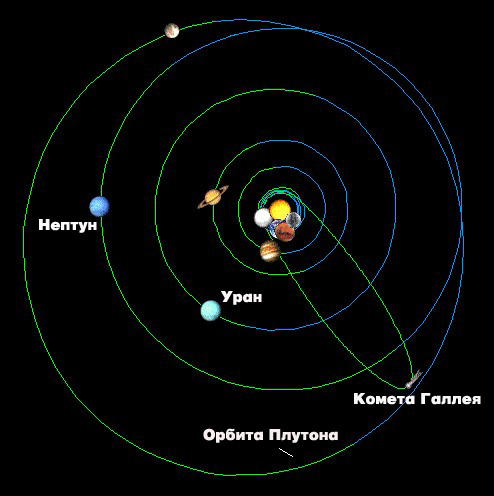 Нептун
Уран
Комета Галлея
Орбита Плутона